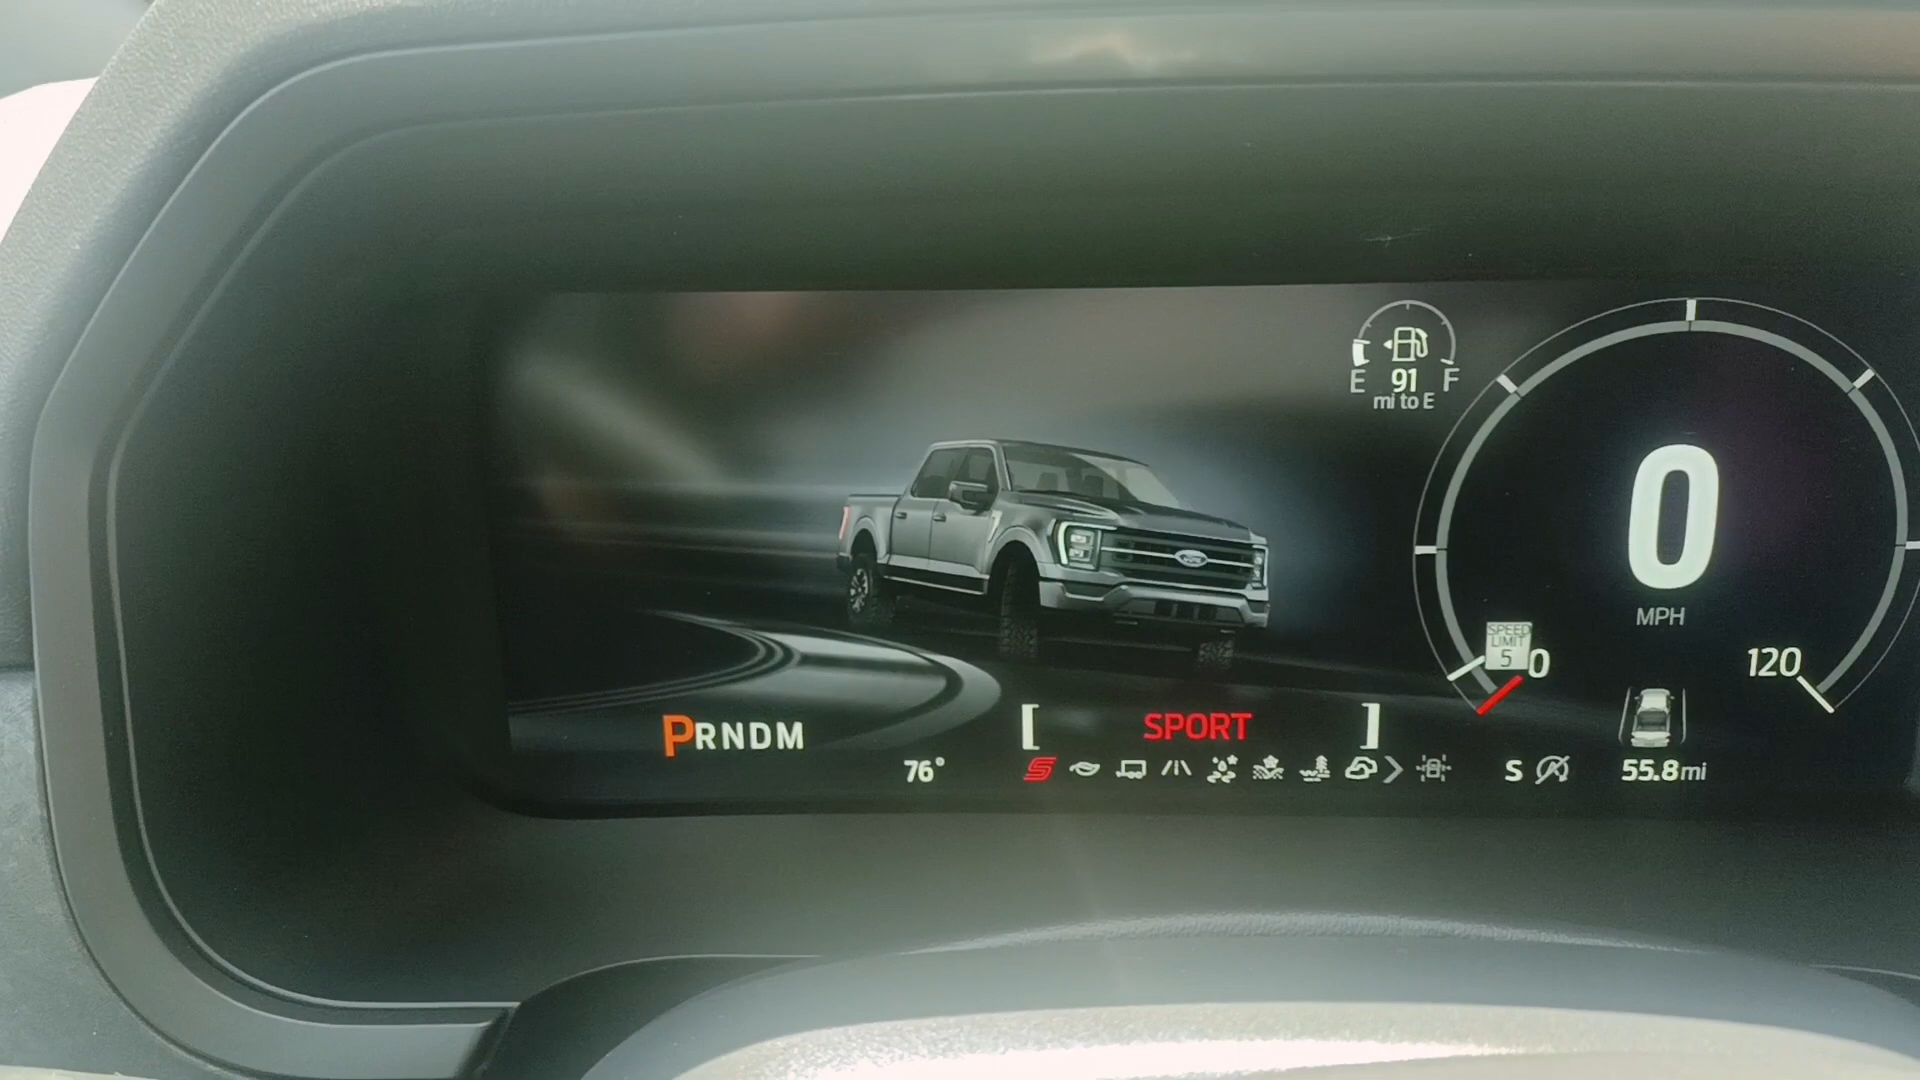 E 91 F
mi to E
0
MPH
SPEED
LIMIT
5
0
120
PRNDM
[ SPORT ]
76°
S
55.8mi